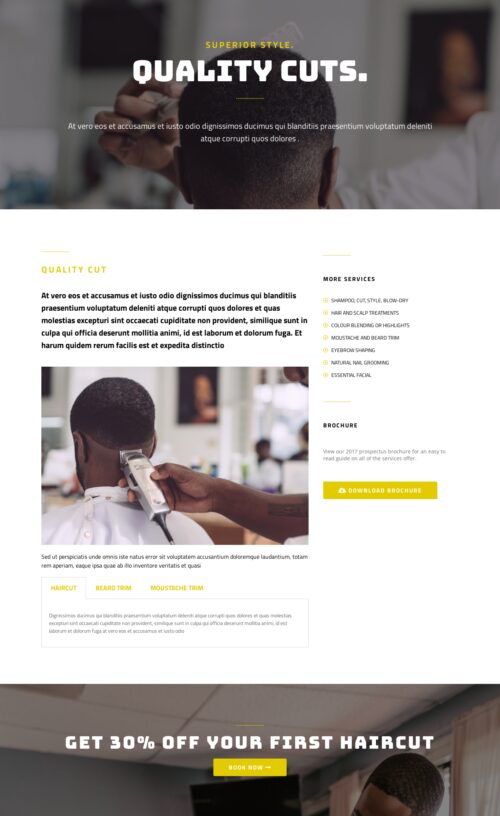 SUPERIOR STYLE.
QUALITY CUTS.
At vero eos et accusamus et iusto odio dignissimos ducimus qui blanditiis praesentium voluptatum deleniti
atque corrupti quos dolores .
QUALITY CUT
At vero eos et accusamus et iusto odio dignissimos ducimus qui blanditiis
praesentium voluptatum deleniti atque corrupti quos dolores et quas
molestias excepturi sint occaecati cupiditate non provident, similique sunt in
culpa qui officia deserunt mollitia animi, id est laborum et dolorum fuga. Et
harum quidem rerum facilis est et expedita distinctio
Sed ut perspiciatis unde omnis iste natus error sit voluptatem accusantium doloremque laudantium, totam
rem aperiam, eaque ipsa quae ab illo inventore veritatis et quasi
HAIRCUT BEARD TRIM MOUSTACHE TRIM
Dignissimos ducimus qui blanditiis praesentium voluptatum deleniti atque corrupti quos dolores et quas molestias
excepturi sint occaecati cupiditate non provident, similique sunt in culpa qui officia deserunt mollitia animi, id est
laborum et dolorum fuga at vero eos et accusamus et iusto odio
MORE SERVICES
SHAMPOO, CUT, STYLE, BLOW-DRY
HAIR AND SCALP TREATMENTS
COLOUR BLENDING OR HIGHLIGHTS
MOUSTACHE AND BEARD TRIM
EYEBROW SHAPING
NATURAL NAIL GROOMING
ESSENTIAL FACIAL
BROCHURE
View our 2017 prospectus brochure for an easy to
read guide on all of the services offer.
DOWNLOAD BROCHURE
GET 30% OFF YOUR FIRST HAIRCUT
BOOK NOW